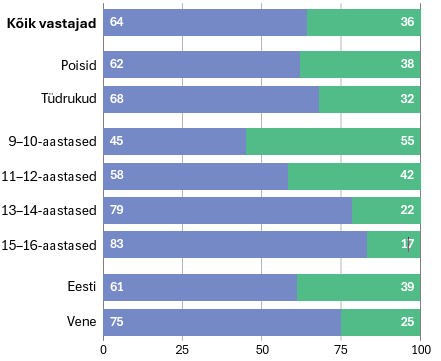 Kõik vastajad 64 36
Poisid 62 38
Tüdrukud 68 32
9–10-aastased 45 55
11–12-aastased 58 42
13–14-aastased 79 22
15–16-aastased 83 17
Eesti 61 39
Vene 75 25
0 25 50 75 100